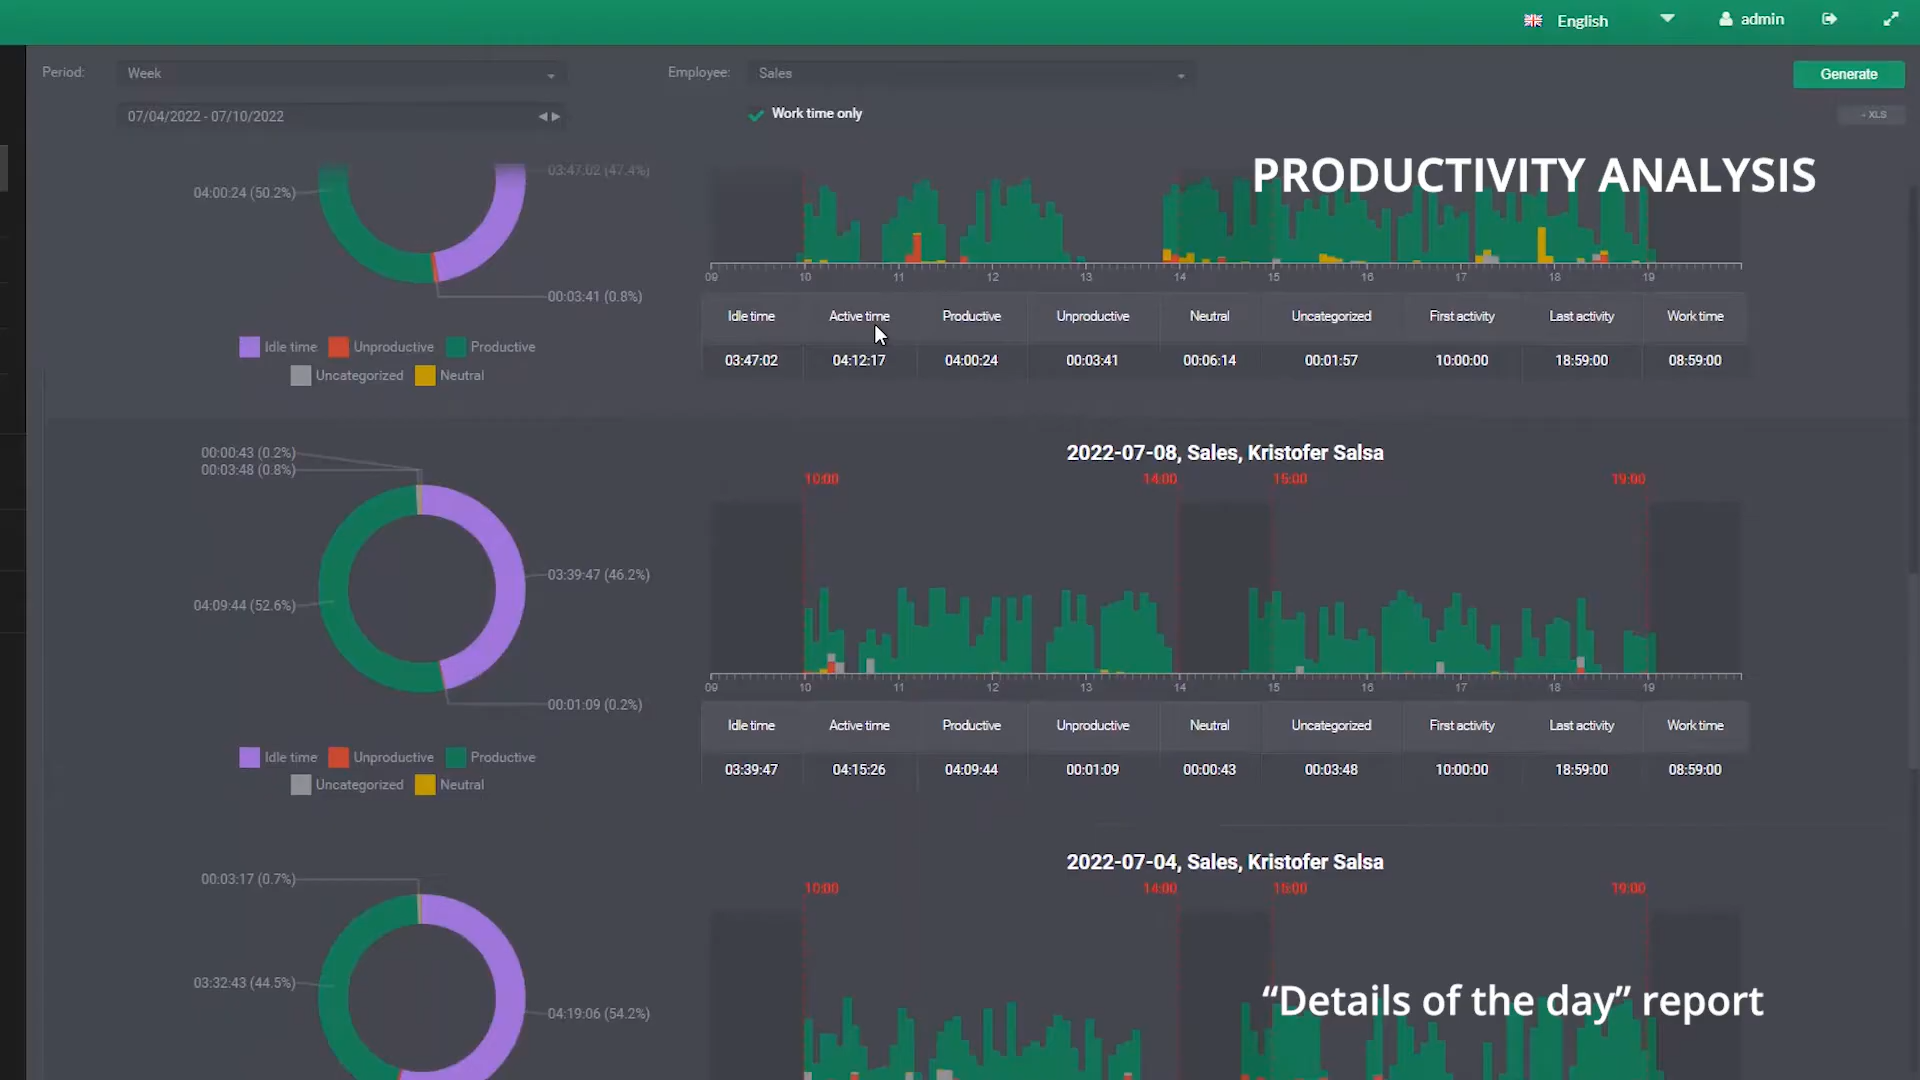 English
admin
Period:
Week
Employee:
Sales
Generate
07/04/2022 - 07/10/2022
Work time only
XLS
PRODUCTIVITY ANALYSIS
03:47:02 (47.4%)
04:00:24 (50.2%)
00:03:41 (0.8%)
09 10 11 12 13 14 15 16 17 18 19
Idle time Active time Productive Unproductive Neutral Uncategorized First activity Last activity Work time
03:47:02 04:12:17 04:00:24 00:03:41 00:06:14 00:01:57 10:00:00 18:59:00 08:59:00
Idle time Unproductive Productive
Uncategorized Neutral
2022-07-08, Sales, Kristofer Salsa
00:00:43 (0.2%)
00:03:48 (0.8%)
10:00 14:00 15:00 19:00
03:39:47 (46.2%)
04:09:44 (52.6%)
00:01:09 (0.2%)
09 10 11 12 13 14 15 16 17 18 19
Idle time Active time Productive Unproductive Neutral Uncategorized First activity Last activity Work time
03:39:47 04:15:26 04:09:44 00:01:09 00:00:43 00:03:48 10:00:00 18:59:00 08:59:00
Idle time Unproductive Productive
Uncategorized Neutral
2022-07-04, Sales, Kristofer Salsa
00:03:17 (0.7%)
10:00 14:00 15:00 19:00
03:32:43 (44.5%)
04:19:06 (54.2%)
“Details of the day” report